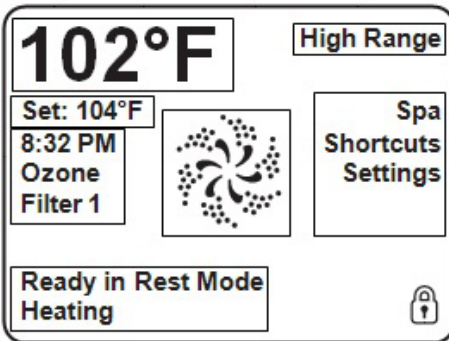 102°F
High Range
Set: 104°F
8:32 PM
Ozone
Filter 1
Spa
Shortcuts
Settings
Ready in Rest Mode
Heating